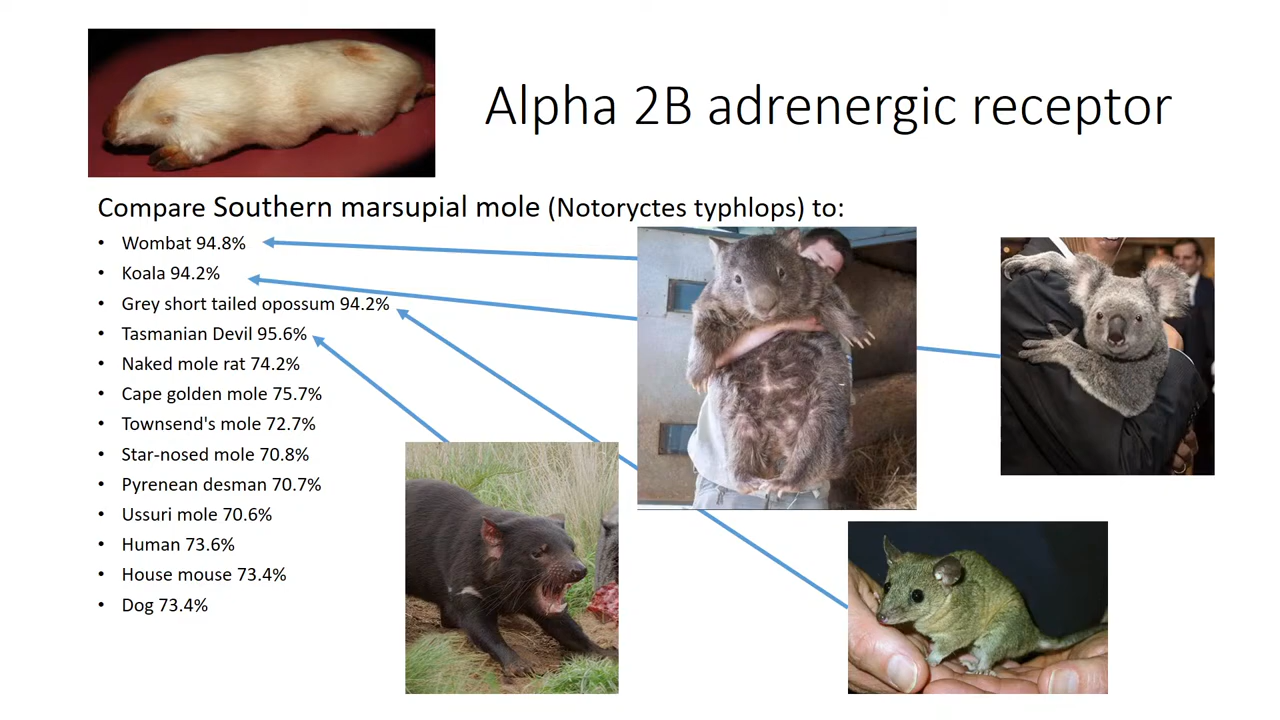 Alpha 2B adrenergic receptor
Compare Southern marsupial mole (Notoryctes typhlops) to:
• Wombat 94.8%
• Koala 94.2%
• Grey short tailed opossum 94.2%
• Tasmanian Devil 95.6%
• Naked mole rat 74.2%
• Cape golden mole 75.7%
• Townsend's mole 72.7%
• Star-nosed mole 70.8%
• Pyrenean desman 70.7%
• Ussuri mole 70.6%
• Human 73.6%
• House mouse 73.4%
• Dog 73.4%